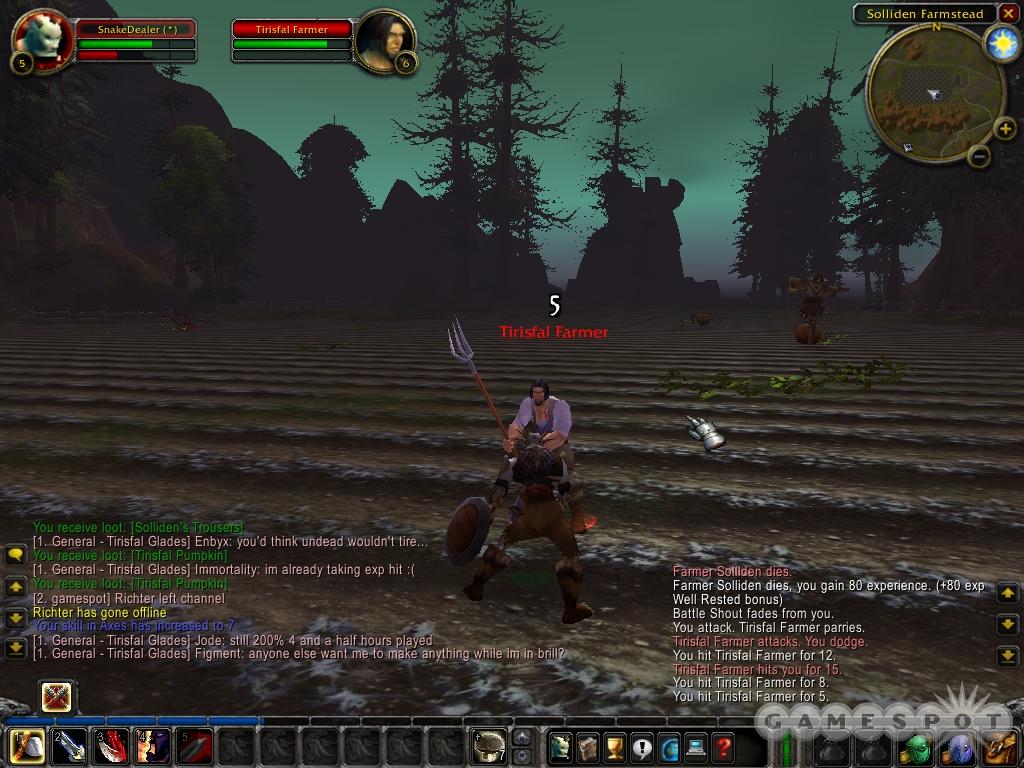 SnakeDealer (*)
5
Tirisfal Farmer
6
Solliden Farmstead
N
5
Tirisfal Farmer
You receive loot: [Solliden's Trousers]
[1. General - Tirisfal Glades] Enbyx: you'd think undead wouldn't tire...
You receive loot: [Tirisfal Pumpkin]
[1. General - Tirisfal Glades] Immortality: im already taking exp hit :(
You receive loot: [Tirisfal Pumpkin]
[2. gamespot] Richter left channel
Richter has gone offline
Your skill in Axes has increased to 7
[1. General - Tirisfal Glades] Jode: still 200% 4 and a half hours played
[1. General - Tirisfal Glades] Figment: anyone else want me to make anything while im in brill?
Farmer Solliden dies.
Farmer Solliden dies, you gain 80 experience. (+80 exp
Well Rested bonus)
Battle Shout fades from you.
You attack. Tirisfal Farmer parries.
Tirisfal Farmer attacks. You dodge.
You hit Tirisfal Farmer for 12.
Tirisfal Farmer hits you for 15.
You hit Tirisfal Farmer for 8.
You hit Tirisfal Farmer for 5.
GAMESPOT
2
3
4
5